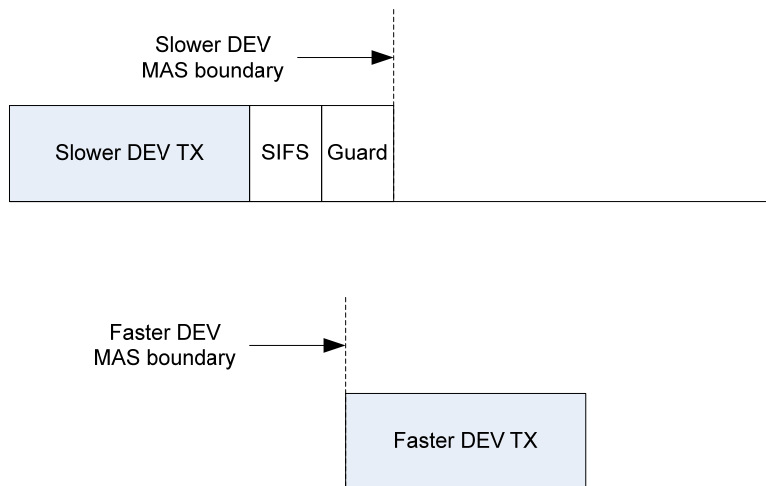 Slower DEV
MAS boundary
Slower DEV TX
SIFS
Guard
Faster DEV
MAS boundary
Faster DEV TX